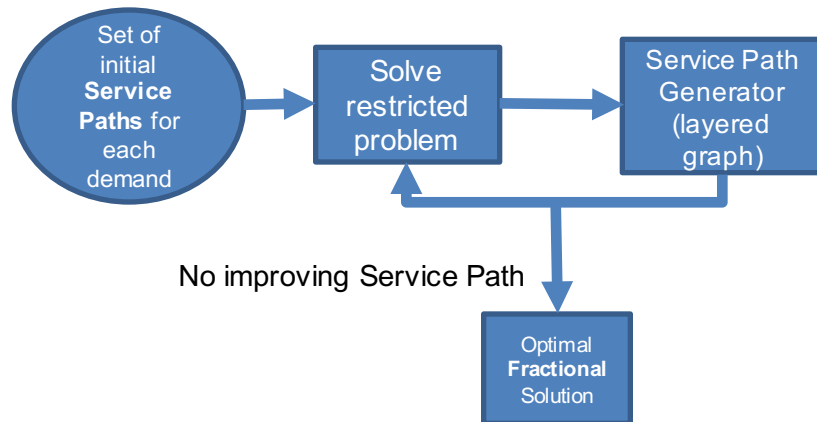 Set of
initial
Service
Paths for
each
demand
Solve
restricted
problem
Service Path
Generator
(layered
graph)
No improving Service Path
Optimal
Fractional
Solution